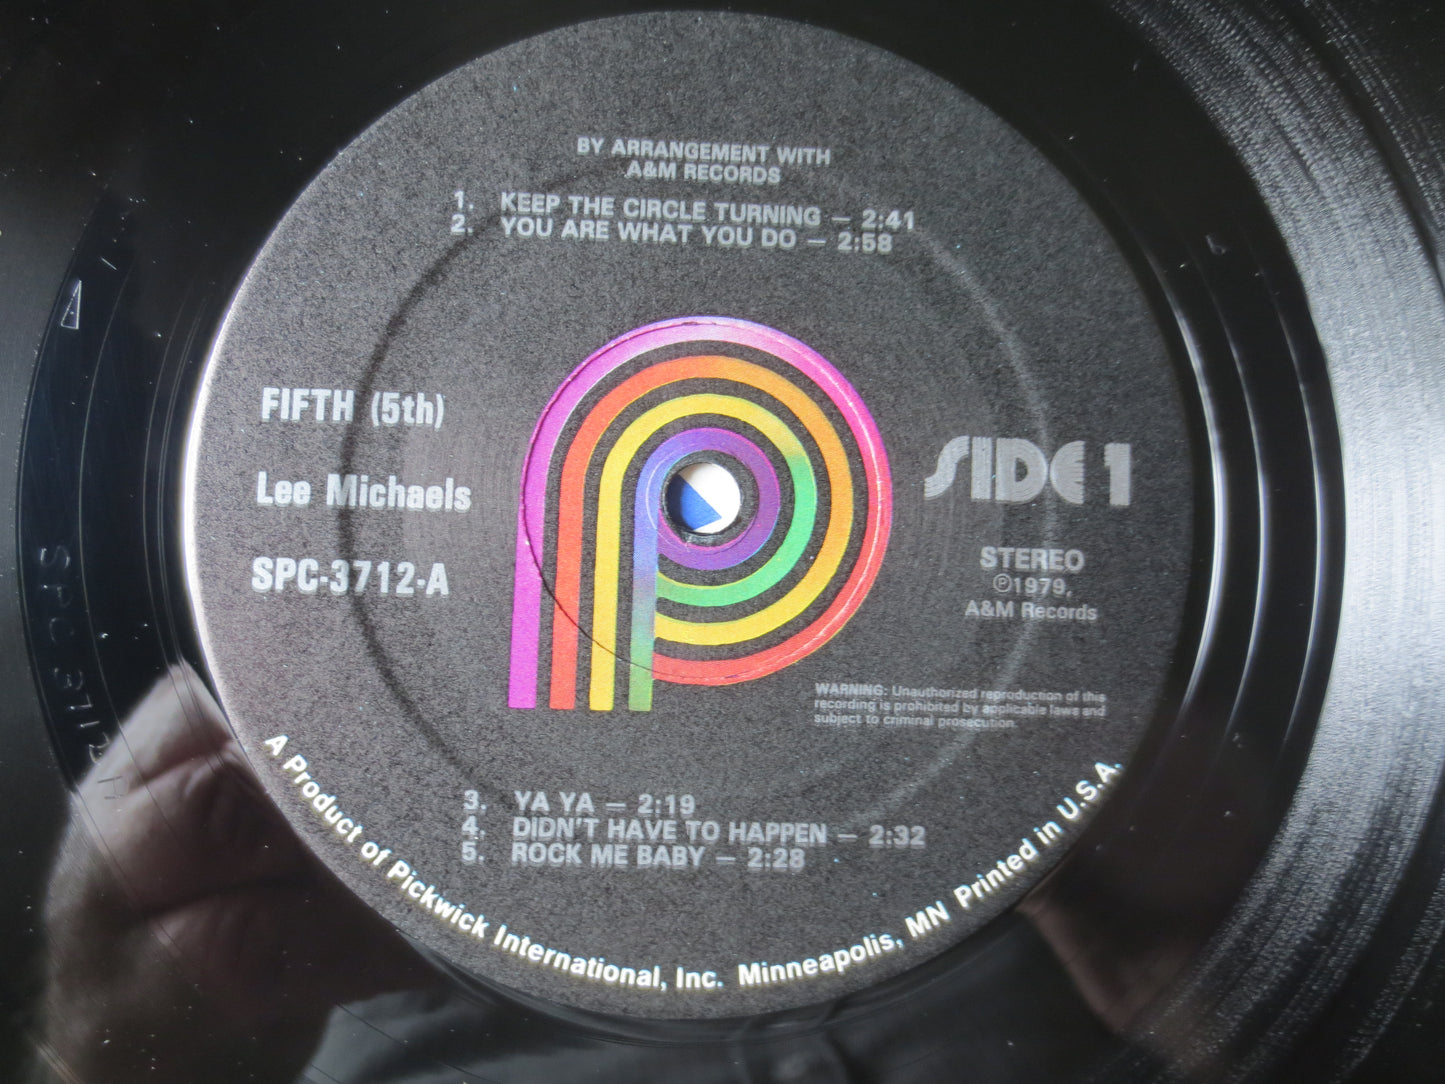 BY ARRANGEMENT WITH
A&M RECORDS
1. KEEP THE CIRCLE TURNING – 2:41
2. YOU ARE WHAT YOU DO – 2:58
FIFTH (5th)
Lee Michaels
SPC-3712-A
SIDE 1
STEREO
℗1979,
A&M Records
WARNING: Unauthorized reproduction of this
recording is prohibited by applicable laws and
subject to criminal prosecution.
3. YA YA – 2:19
4. DIDN'T HAVE TO HAPPEN – 2:32
5. ROCK ME BABY – 2:28
A Product of Pickwick International, Inc. Minneapolis, MN Printed in U.S.A.